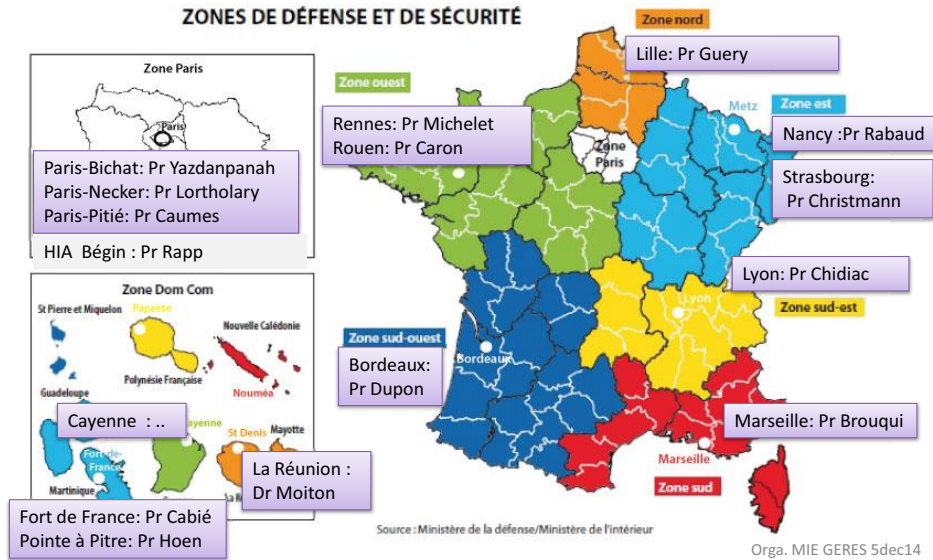 ZONES DE DÉFENSE ET DE SÉCURITÉ
Zone nord
Lille: Pr Guery
Zone Paris
Paris
Zone ouest
Rennes: Pr Michelet
Rouen: Pr Caron
Zone
Paris
Metz
Zone est
Nancy :Pr Rabaud
Strasbourg:
Pr Christmann
Paris-Bichat: Pr Yazdanpanah
Paris-Necker: Pr Lortholary
Paris-Pitié: Pr Caumes
HIA Bégin : Pr Rapp
Lyon: Pr Chidiac
Lyon
Zone sud-est
Zone Dom Com
St Pierre et Miquelon
Papeete
Nouvelle Calédonie
Polynésie Française
Nouméa
Guadeloupe
Zone sud-ouest
Bordeaux
Bordeaux:
Pr Dupon
Cayenne : ..
ayenne
St Denis
Mayotte
Fort-de-
France
Martinique
La Réunion :
Dr Moiton
Marseille: Pr Brouqui
Marseille
Zone sud
Fort de France: Pr Cabié
Pointe à Pitre: Pr Hoen
Source : Ministère de la défense/Ministère de l'intérieur
Orga. MIE GERES 5dec14